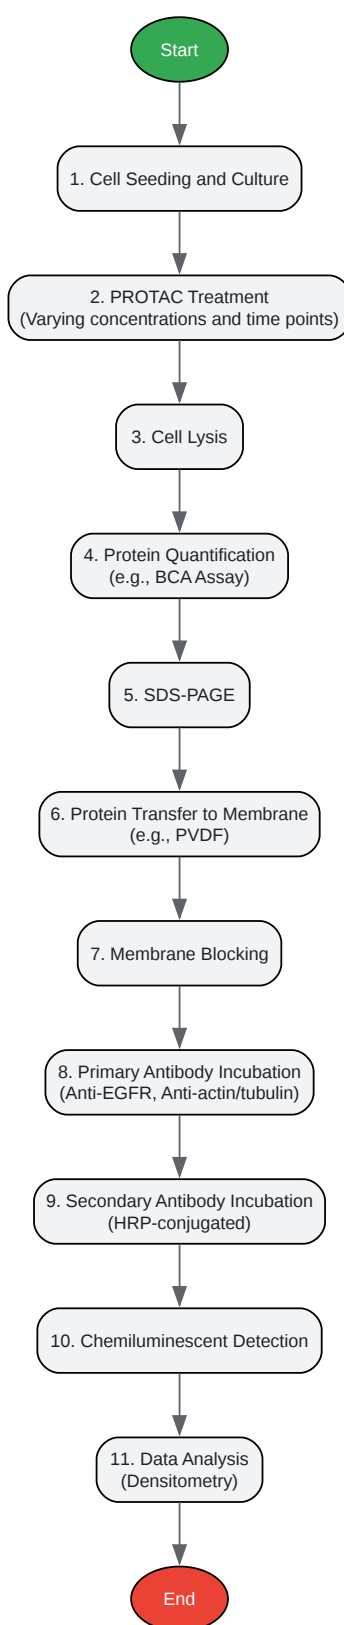 Start
1. Cell Seeding and Culture
2. PROTAC Treatment
(Varying concentrations and time points)
3. Cell Lysis
4. Protein Quantification
(e.g., BCA Assay)
5. SDS-PAGE
6. Protein Transfer to Membrane
(e.g., PVDF)
7. Membrane Blocking
8. Primary Antibody Incubation
(Anti-EGFR, Anti-actin/tubulin)
9. Secondary Antibody Incubation
(HRP-conjugated)
10. Chemiluminescent Detection
11. Data Analysis
(Densitometry)
End